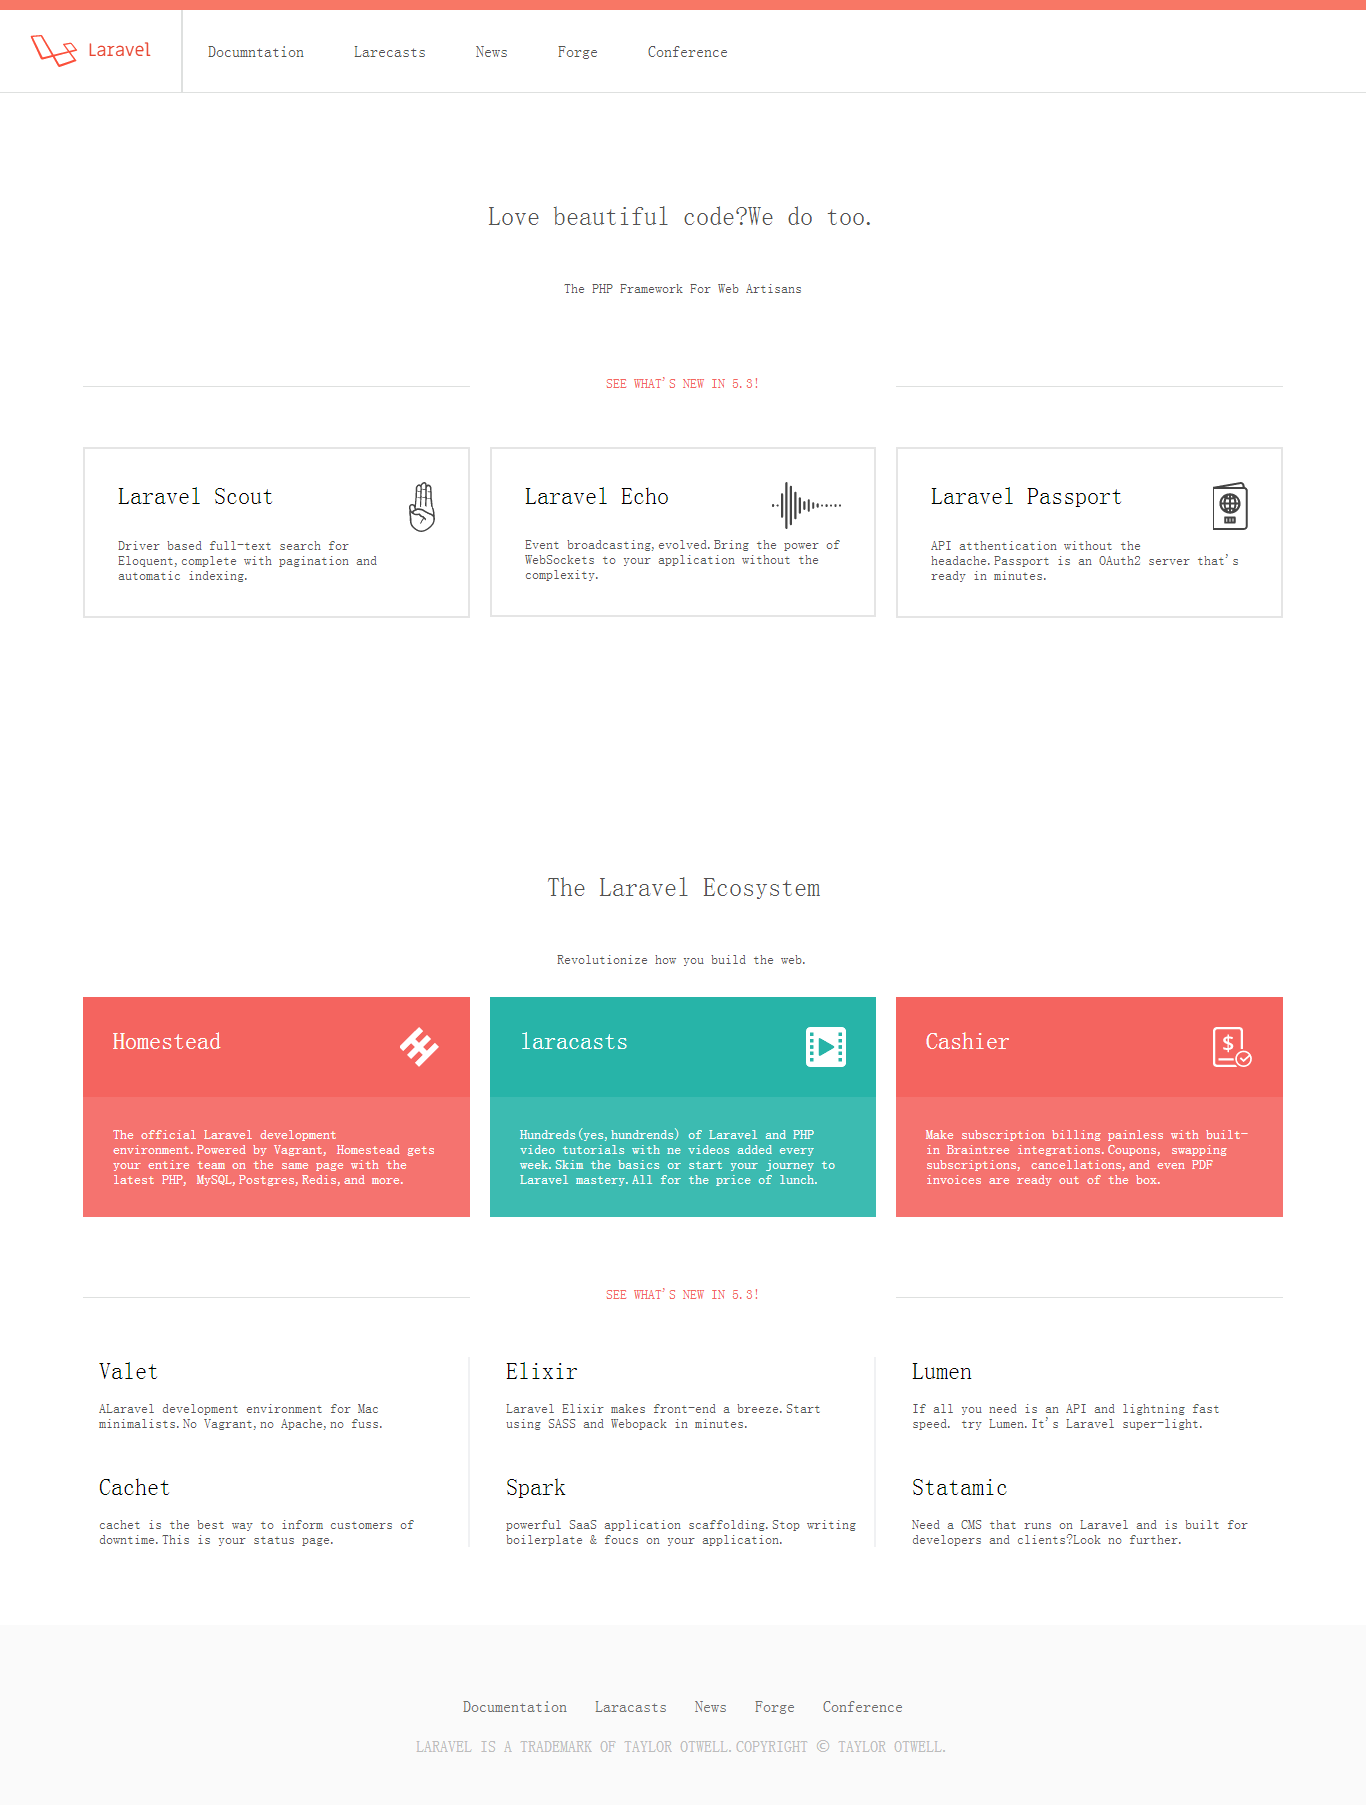 Laravel
Documntation Larecasts News Forge Conference
Love beautiful code?We do too.
The PHP Framework For Web Artisans
SEE WHAT'S NEW IN 5.3!
Laravel Scout
Driver based full-text search for
Eloquent,complete with pagination and
automatic indexing.
Laravel Echo
Event broadcasting,evolved.Bring the power of
WebSockets to your application without the
complexity.
Laravel Passport
API atthentication without the
headache.Passport is an OAuth2 server that's
ready in minutes.
The Laravel Ecosystem
Revolutionize how you build the web.
Homestead
The official Laravel development
environment.Powered by Vagrant, Homestead gets
your entire team on the same page with the
latest PHP, MySQL,Postgres,Redis,and more.
laracasts
Hundreds(yes,hundrends) of Laravel and PHP
video tutorials with ne videos added every
week.Skim the basics or start your journey to
Laravel mastery.All for the price of lunch.
Cashier
$
Make subscription billing painless with built-
in Braintree integrations.Coupons, swapping
subscriptions, cancellations,and even PDF
invoices are ready out of the box.
SEE WHAT'S NEW IN 5.3!
Valet
ALaravel development environment for Mac
minimalists.No Vagrant,no Apache,no fuss.
Elixir
Laravel Elixir makes front-end a breeze.Start
using SASS and Webopack in minutes.
Lumen
If all you need is an API and lightning fast
speed. try Lumen.It's Laravel super-light.
Cachet
cachet is the best way to inform customers of
downtime.This is your status page.
Spark
powerful SaaS application scaffolding.Stop writing
boilerplate & foucs on your application.
Statamic
Need a CMS that runs on Laravel and is built for
developers and clients?Look no further.
Documentation Laracasts News Forge Conference
LARAVEL IS A TRADEMARK OF TAYLOR OTWELL.COPYRIGHT © TAYLOR OTWELL.